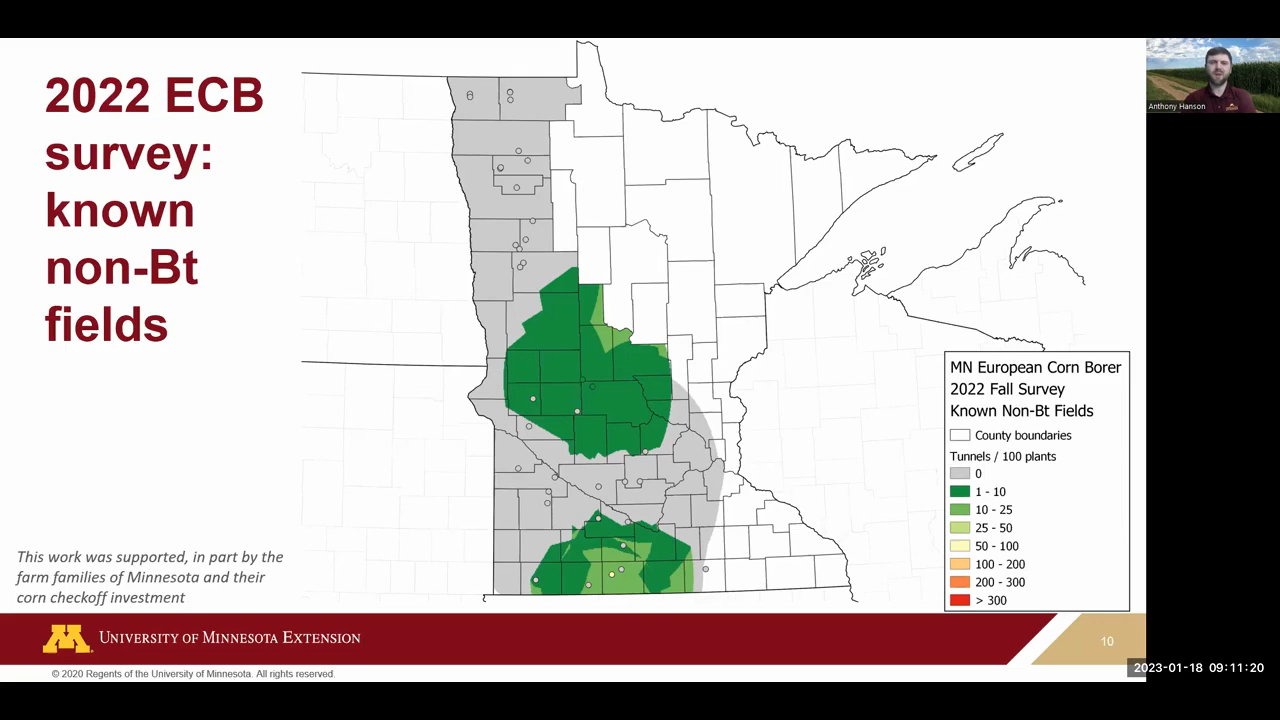 2022 ECB
survey:
known
non-Bt
fields
This work was supported, in part by the
farm families of Minnesota and their
corn checkoff investment
MN European Corn Borer
2022 Fall Survey
Known Non-Bt Fields
County boundaries
Tunnels / 100 plants
0
1 - 10
10 - 25
25 - 50
50 - 100
100 - 200
200 - 300
> 300
Anthony Hanson
M
UNIVERSITY OF MINNESOTA EXTENSION
10
© 2020 Regents of the University of Minnesota. All rights reserved.
2023-01-18 09:11:20